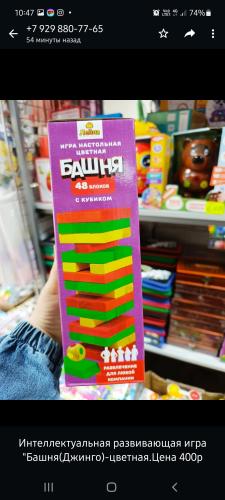 10:47
74%
+7 929 880-77-65
54 минуты назад
ИГРА НАСТОЛЬНАЯ
ЦВЕТНАЯ
БАШНЯ
48 БЛОКОВ
С КУБИКОМ
РАЗВЛЕЧЕНИЕ
ДЛЯ ЛЮБОЙ
КОМПАНИИ
Интеллектуальная развивающая игра
"Башня(Джинго)-цветная.Цена 400р